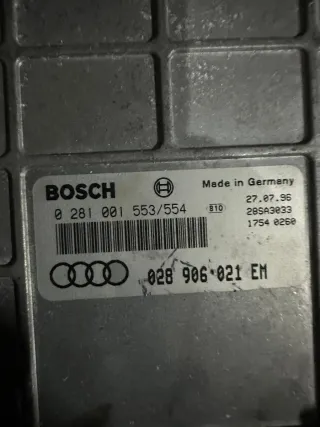 BOSCH
Made in Germany
0 281 001 553/554
810
27.07.96
28SA3033
1754 0260
028 906 021 EM